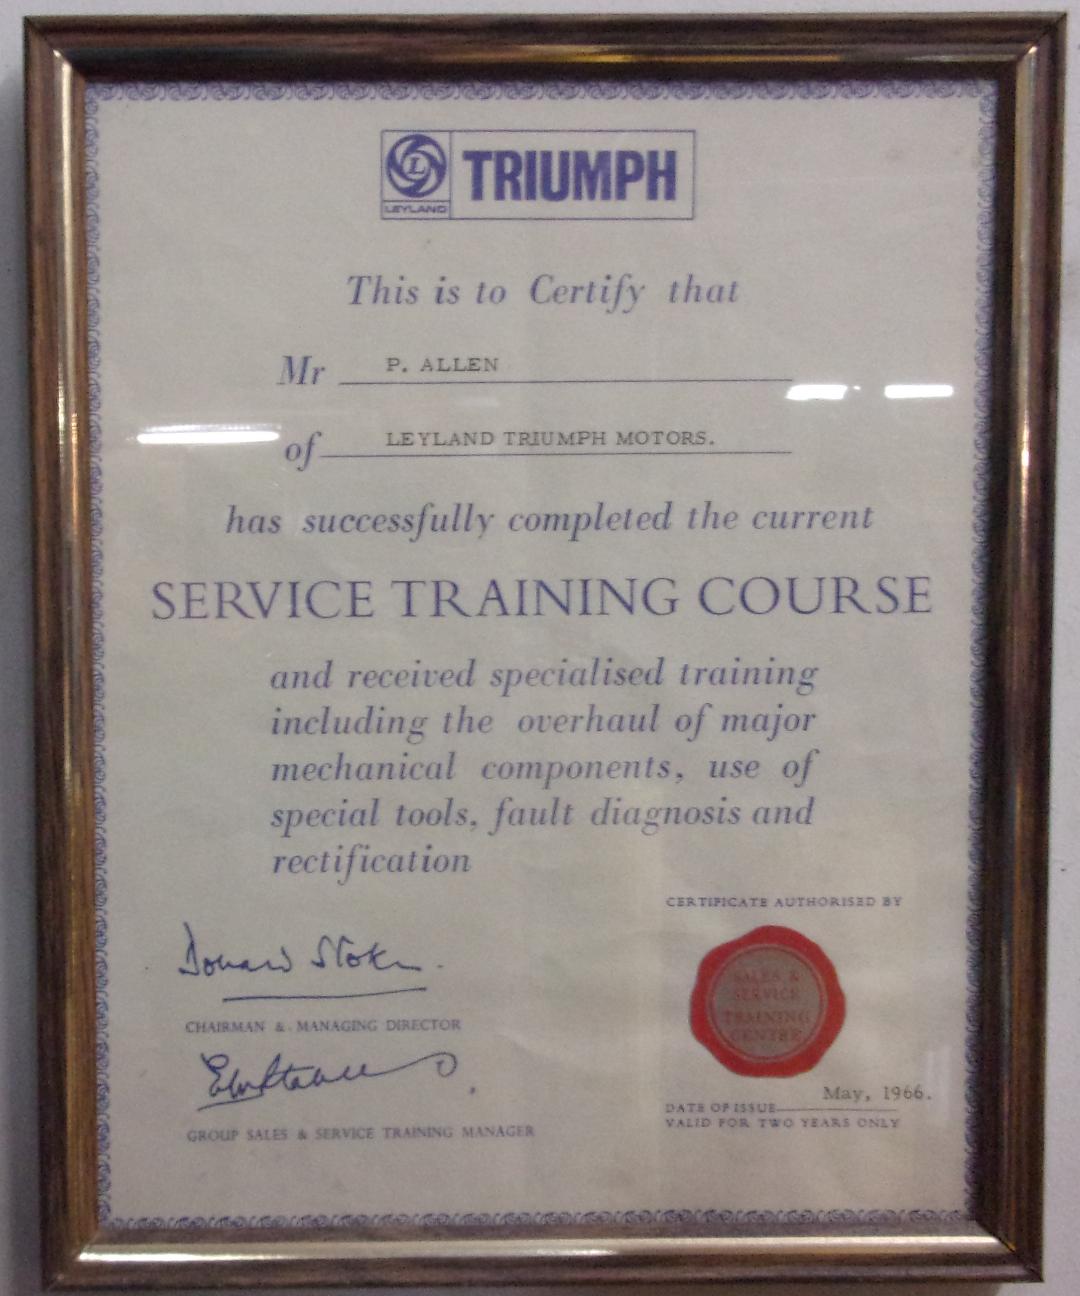 L
LEYLAND
TRIUMPH
This is to Certify that
Mr P. ALLEN
of LEYLAND TRIUMPH MOTORS.
has successfully completed the current
SERVICE TRAINING COURSE
and received specialised training
including the overhaul of major
mechanical components, use of
special tools, fault diagnosis and
rectification
CERTIFICATE AUTHORISED BY
SALES &
SERVICE
TRAINING
CENTRE
Donald Stokes.
CHAIRMAN & MANAGING DIRECTOR
GROUP SALES & SERVICE TRAINING MANAGER
DATE OF ISSUE May, 1966.
VALID FOR TWO YEARS ONLY